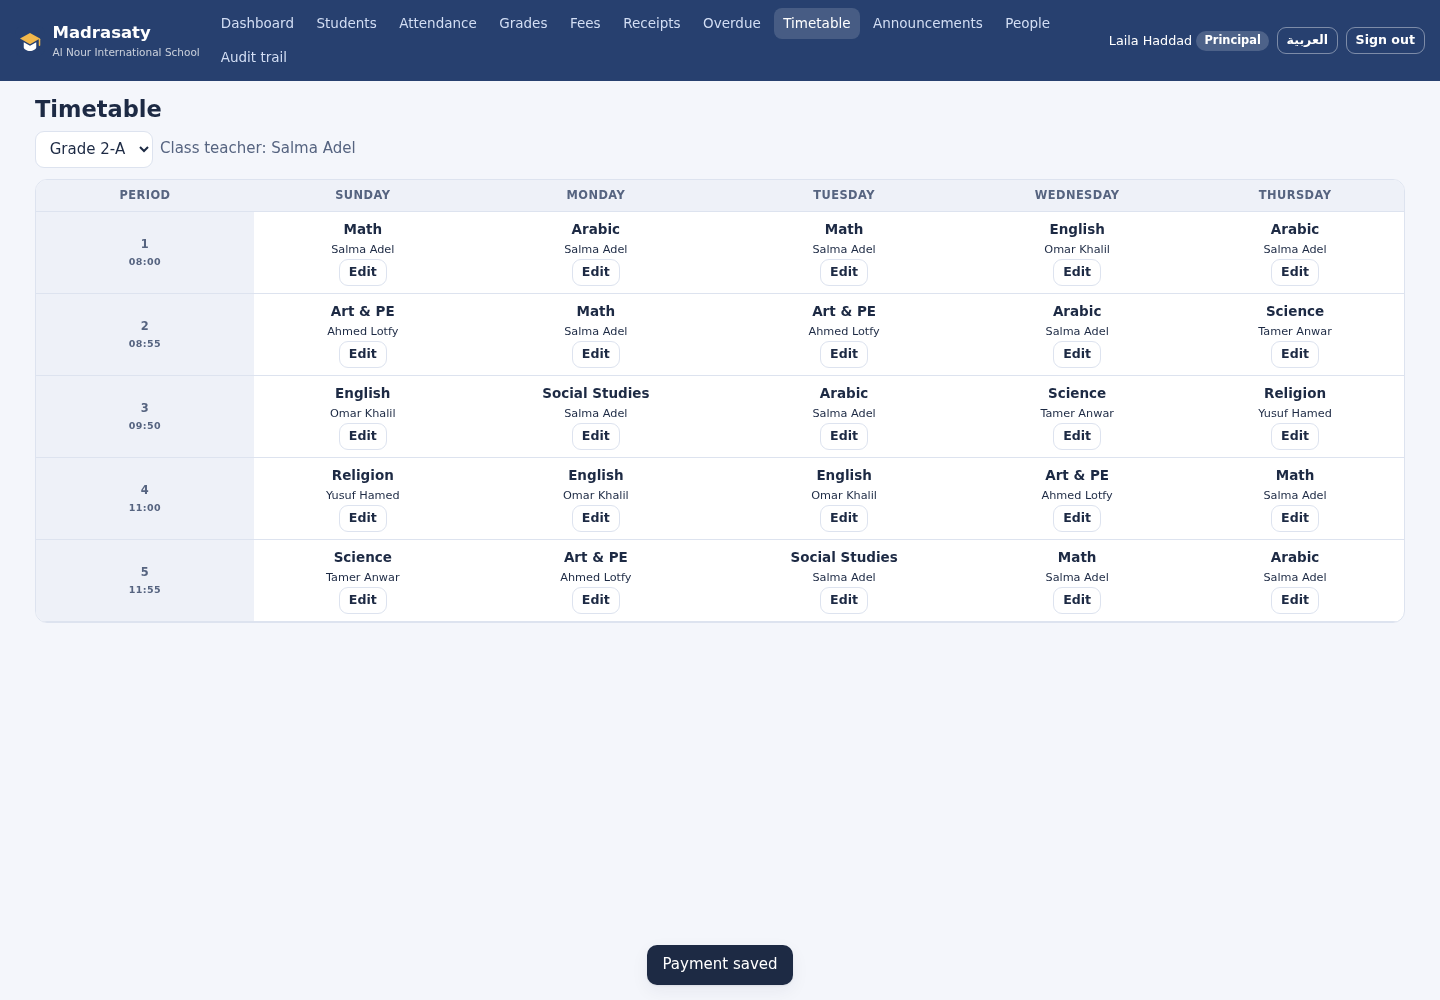 Madrasaty
Al Nour International School
Dashboard Students Attendance Grades Fees Receipts Overdue Timetable Announcements People
Audit trail
Laila Haddad Principal العربية Sign out
Timetable
Grade 2-A Class teacher: Salma Adel
PERIOD SUNDAY MONDAY TUESDAY WEDNESDAY THURSDAY
1 Math Arabic Math English Arabic
08:00 Salma Adel Salma Adel Salma Adel Omar Khalil Salma Adel
Edit Edit Edit Edit Edit
2 Art & PE Math Art & PE Arabic Science
08:55 Ahmed Lotfy Salma Adel Ahmed Lotfy Salma Adel Tamer Anwar
Edit Edit Edit Edit Edit
3 English Social Studies Arabic Science Religion
09:50 Omar Khalil Salma Adel Salma Adel Tamer Anwar Yusuf Hamed
Edit Edit Edit Edit Edit
4 Religion English English Art & PE Math
11:00 Yusuf Hamed Omar Khalil Omar Khalil Ahmed Lotfy Salma Adel
Edit Edit Edit Edit Edit
5 Science Art & PE Social Studies Math Arabic
11:55 Tamer Anwar Ahmed Lotfy Salma Adel Salma Adel Salma Adel
Edit Edit Edit Edit Edit
Payment saved